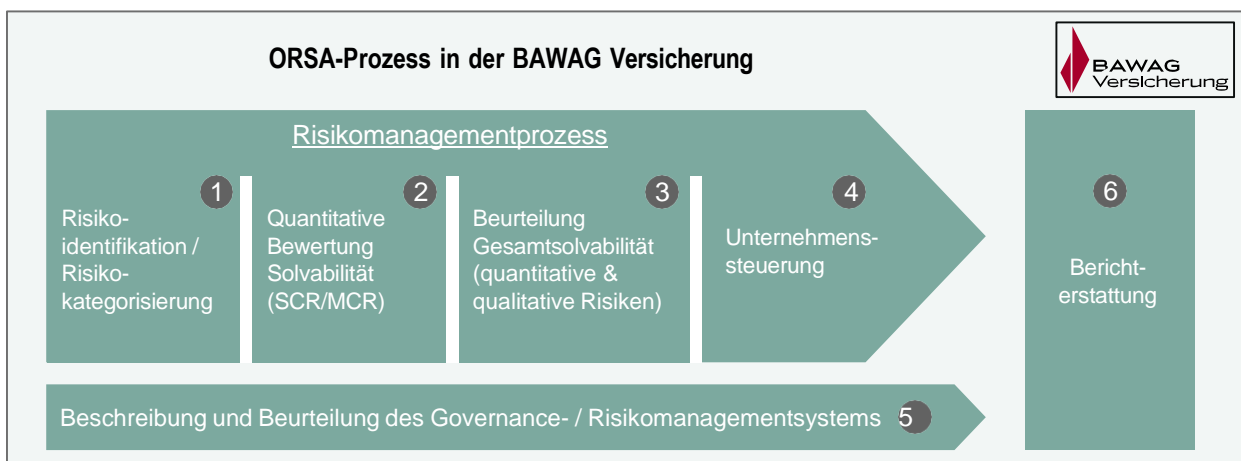 ORSA-Prozess in der BAWAG Versicherung
BAWAG
Versicherung
Risikomanagementprozess
1
Risiko-
identifikation /
Risiko-
kategorisierung
2
Quantitative
Bewertung
Solvabilität
(SCR/MCR)
3
Beurteilung
Gesamtsolvabilität
(quantitative &
qualitative Risiken)
4
Unternehmens-
steuerung
6
Bericht-
erstattung
Beschreibung und Beurteilung des Governance- / Risikomanagementsystems 5